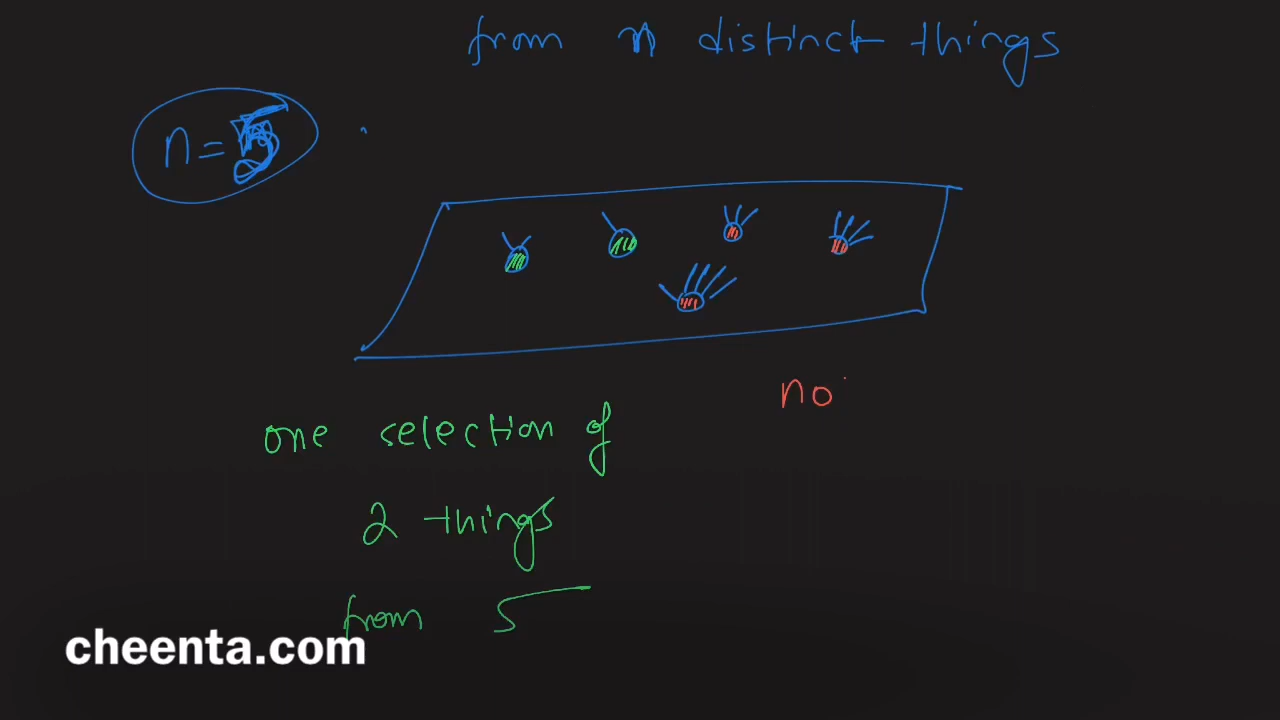 from n distinct things
n = 5
no
one selection of
2 things
from 5
cheenta.com